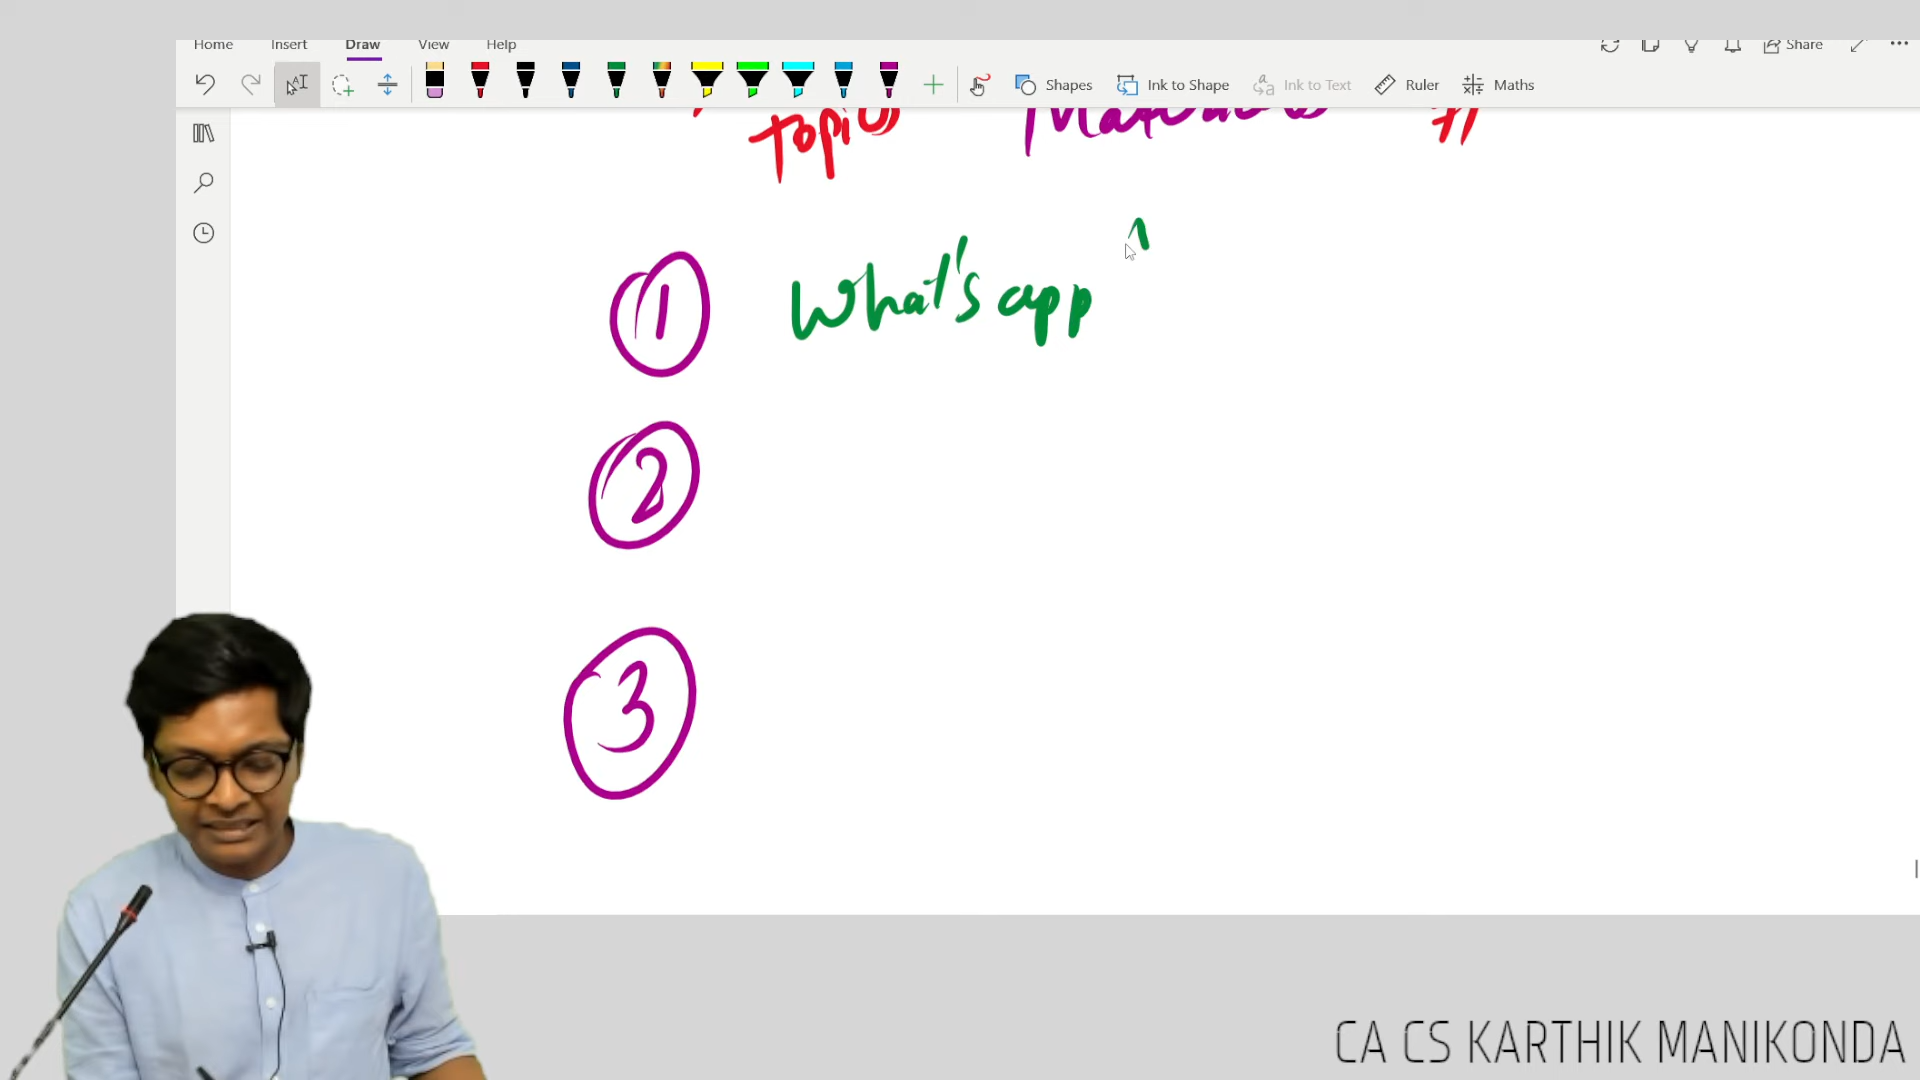 Home Insert Draw View Help Share
Shapes Ink to Shape Ink to Text Ruler Maths
Topics Materials
1 What's app
2
3
CA CS KARTHIK MANIKONDA